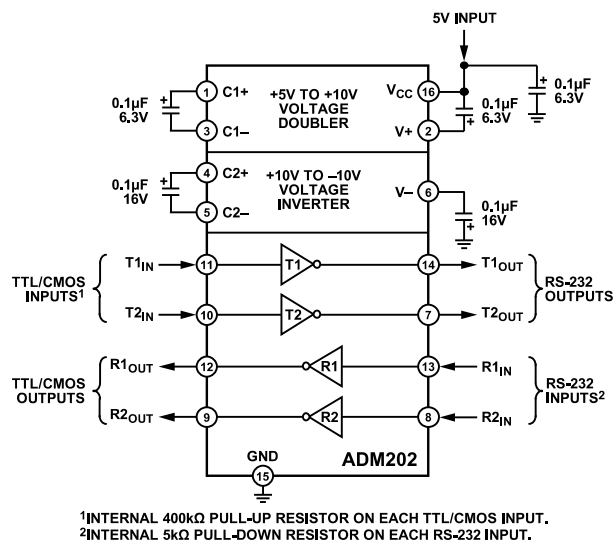 5V INPUT
1 C1+
+5V TO +10V
VOLTAGE
DOUBLER
VCC 16
0.1µF
6.3V
0.1µF
6.3V
0.1µF
6.3V
3 C1–
V+ 2
4 C2+
+10V TO –10V
VOLTAGE
INVERTER
0.1µF
16V
V– 6
5 C2–
0.1µF
16V
TTL/CMOS
INPUTS1
T1IN 11 T1 14 T1OUT
RS-232
OUTPUTS
T2IN 10 T2 7 T2OUT
TTL/CMOS
OUTPUTS
R1OUT 12 R1 13 R1IN
RS-232
INPUTS2
R2OUT 9 R2 8 R2IN
GND
15
ADM202
1INTERNAL 400kΩ PULL-UP RESISTOR ON EACH TTL/CMOS INPUT.
2INTERNAL 5kΩ PULL-DOWN RESISTOR ON EACH RS-232 INPUT.